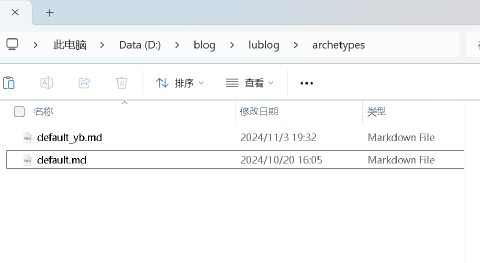 此电脑 > Data (D:) > blog > lublog > archetypes
排序 查看 •••
名称 修改日期 类型
default_yb.md 2024/11/3 19:32 Markdown File
default.md 2024/10/20 16:05 Markdown File